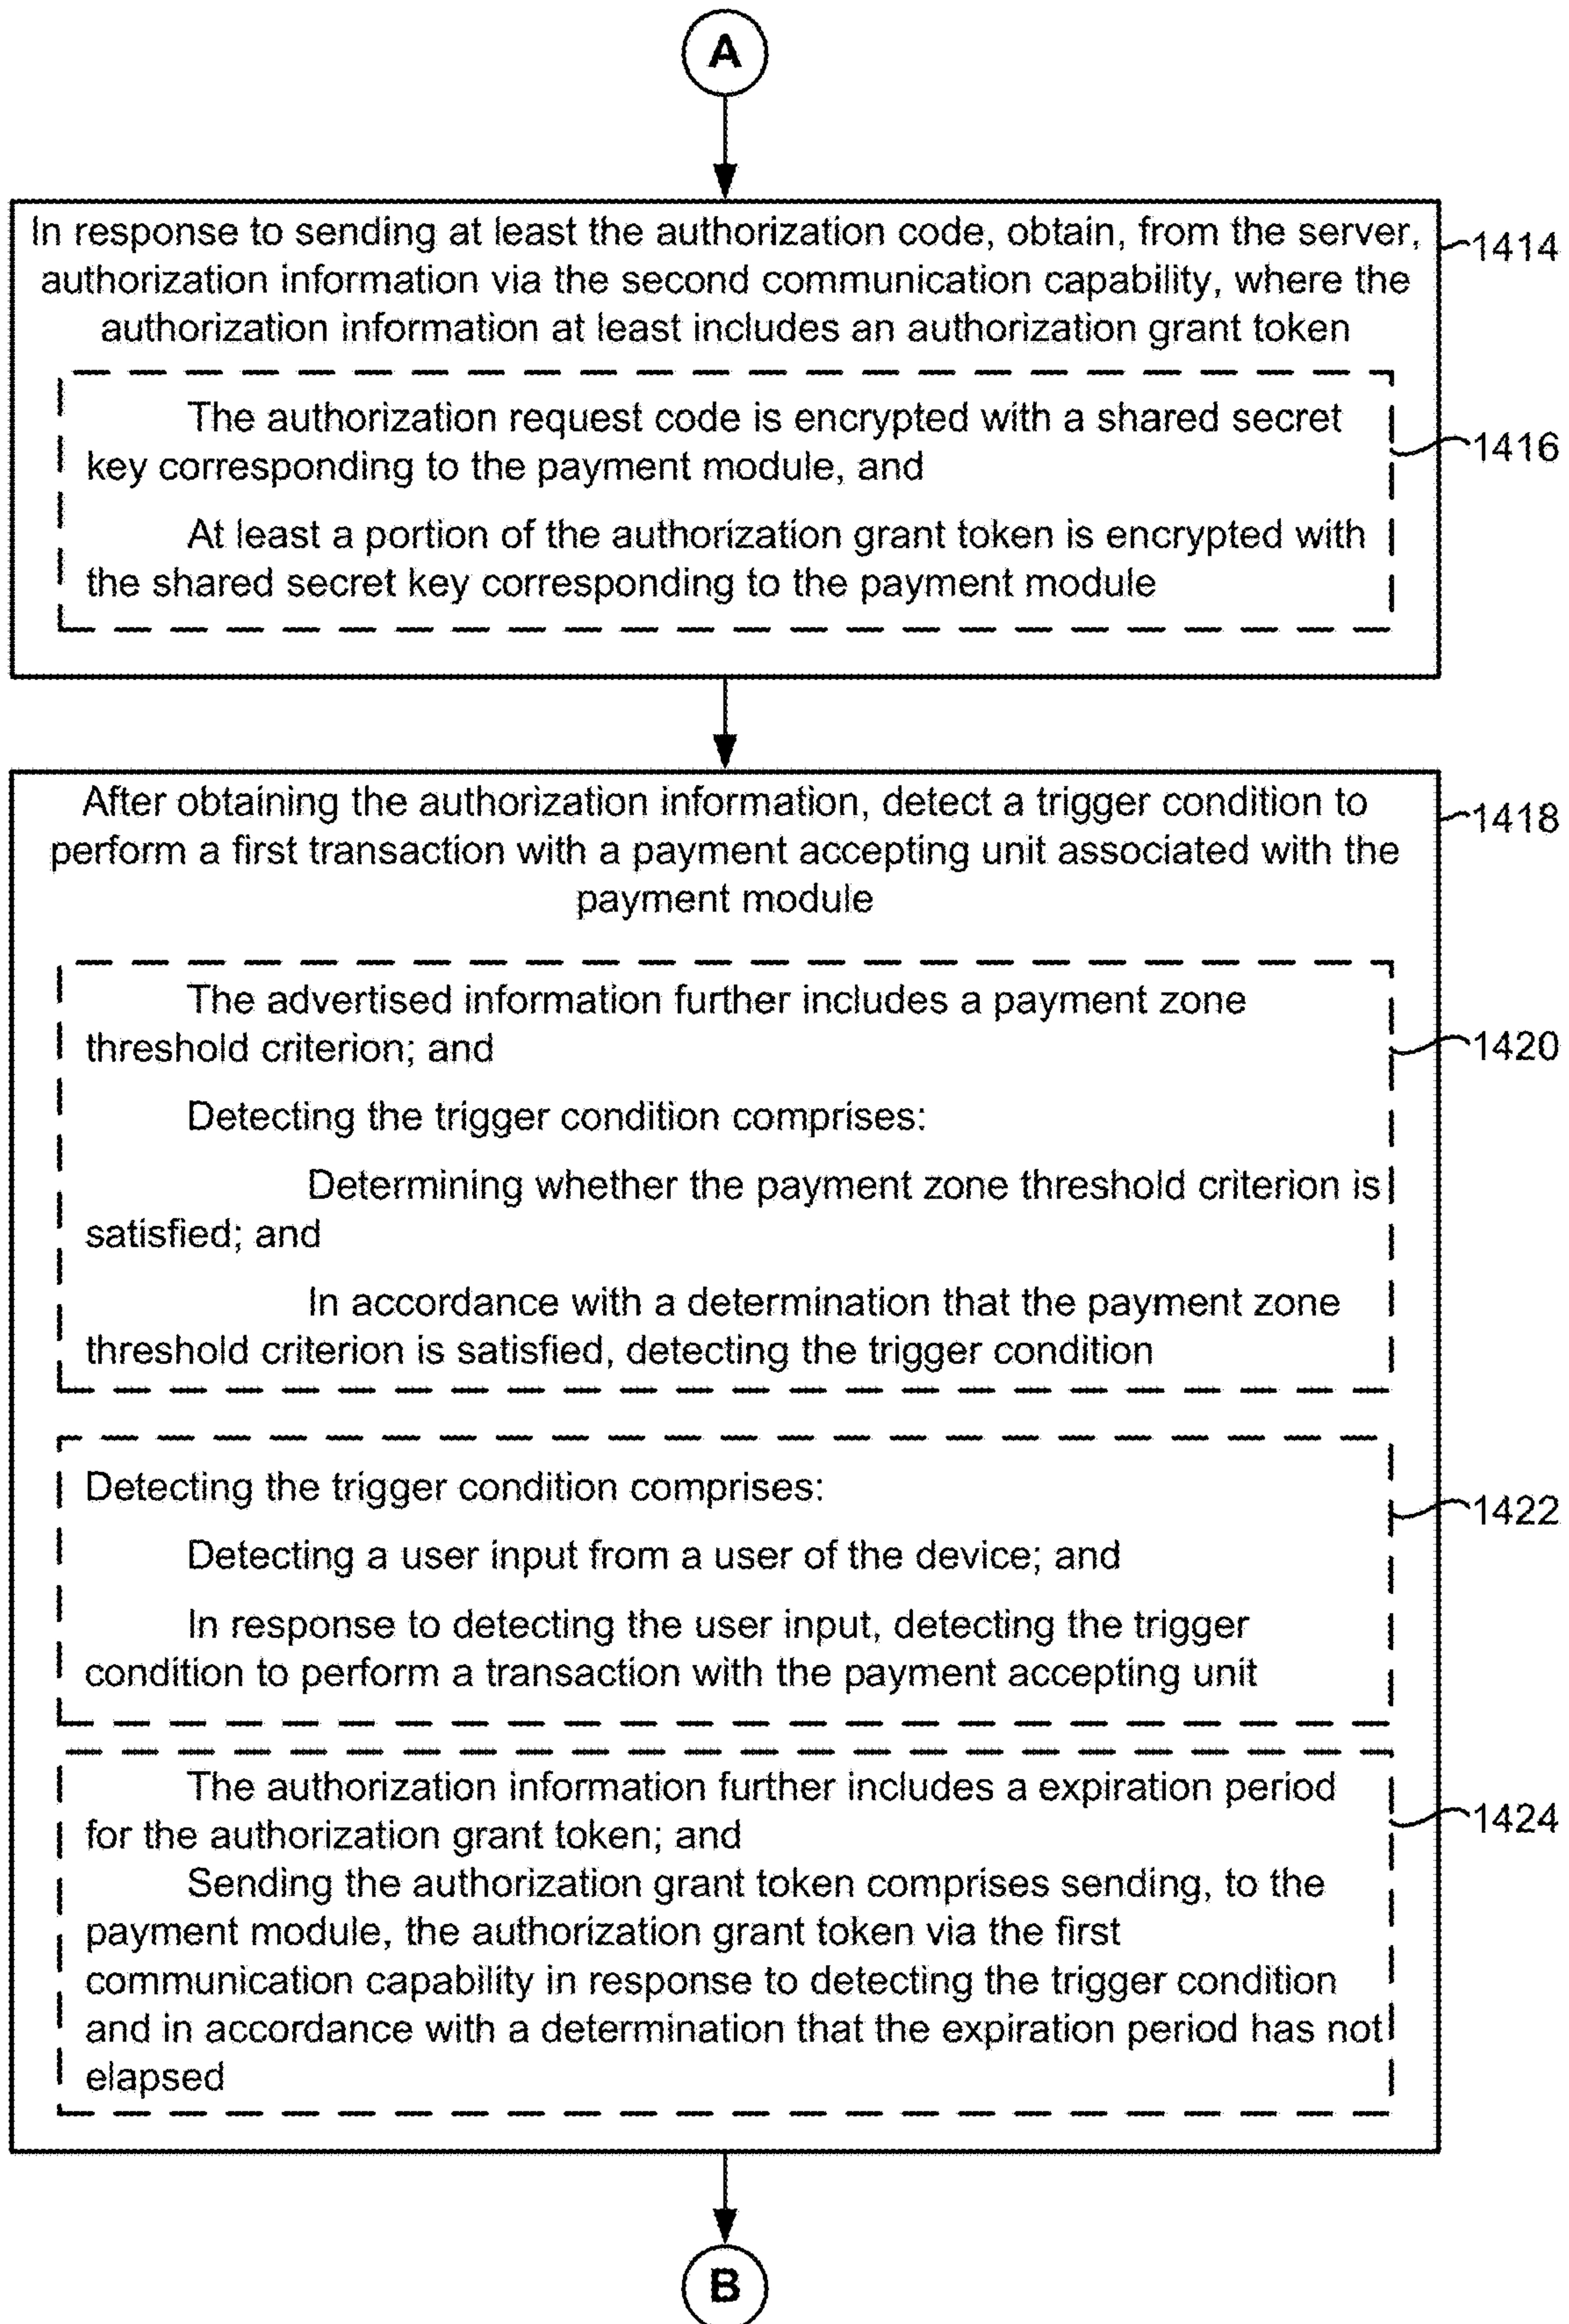 A
In response to sending at least the authorization code, obtain, from the server,
authorization information via the second communication capability, where the
authorization information at least includes an authorization grant token
1414
The authorization request code is encrypted with a shared secret
key corresponding to the payment module, and
1416
At least a portion of the authorization grant token is encrypted with
the shared secret key corresponding to the payment module
After obtaining the authorization information, detect a trigger condition to
perform a first transaction with a payment accepting unit associated with the
payment module
1418
The advertised information further includes a payment zone
threshold criterion; and
1420
Detecting the trigger condition comprises:
Determining whether the payment zone threshold criterion is
satisfied; and
In accordance with a determination that the payment zone
threshold criterion is satisfied, detecting the trigger condition
Detecting the trigger condition comprises:
1422
Detecting a user input from a user of the device; and
In response to detecting the user input, detecting the trigger
condition to perform a transaction with the payment accepting unit
The authorization information further includes a expiration period
for the authorization grant token; and
1424
Sending the authorization grant token comprises sending, to the
payment module, the authorization grant token via the first
communication capability in response to detecting the trigger condition
and in accordance with a determination that the expiration period has not
elapsed
B